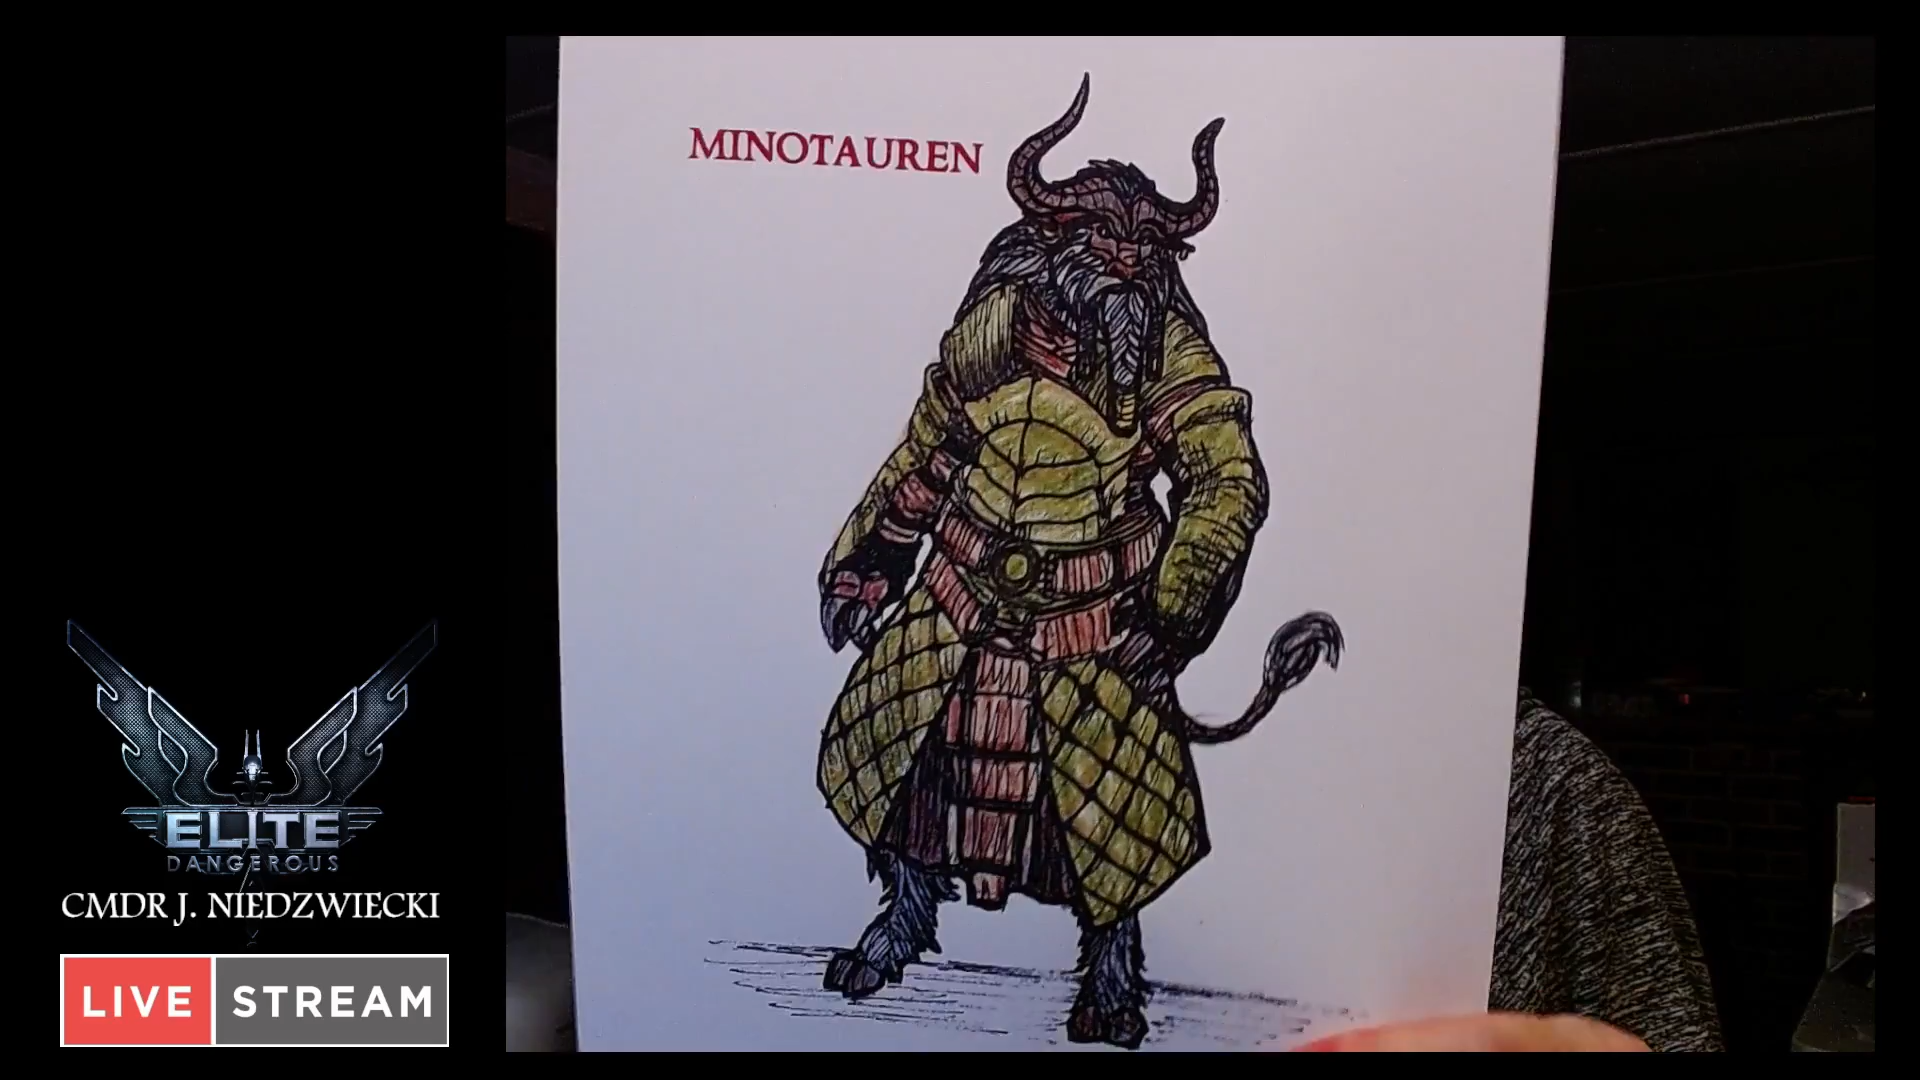 MINOTAUREN
ELITE
DANGEROUS
CMDR J. NIEDZWIECKI
LIVE STREAM